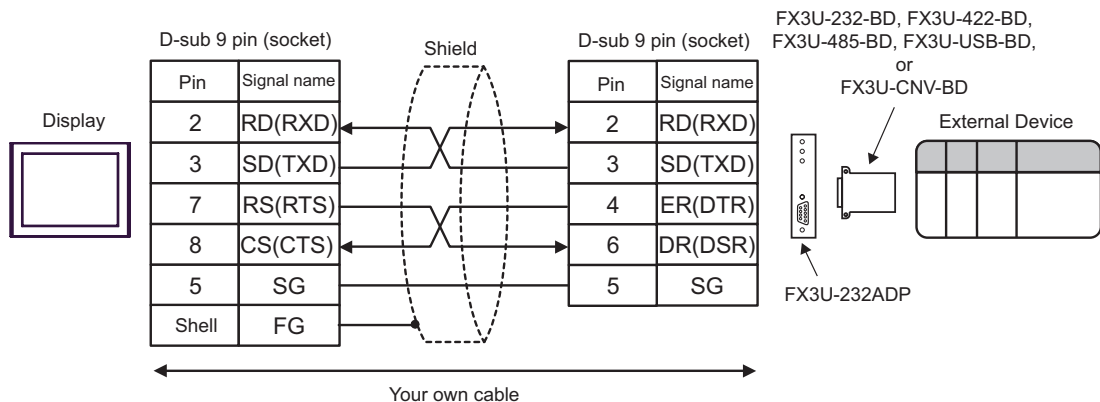 FX3U-232-BD, FX3U-422-BD,
FX3U-485-BD, FX3U-USB-BD,
or
FX3U-CNV-BD
D-sub 9 pin (socket)
Shield
D-sub 9 pin (socket)
Pin Signal name
Pin Signal name
Display
External Device
2 RD(RXD)
2 RD(RXD)
3 SD(TXD)
3 SD(TXD)
7 RS(RTS)
4 ER(DTR)
8 CS(CTS)
6 DR(DSR)
5 SG
5 SG
Shell FG
FX3U-232ADP
Your own cable